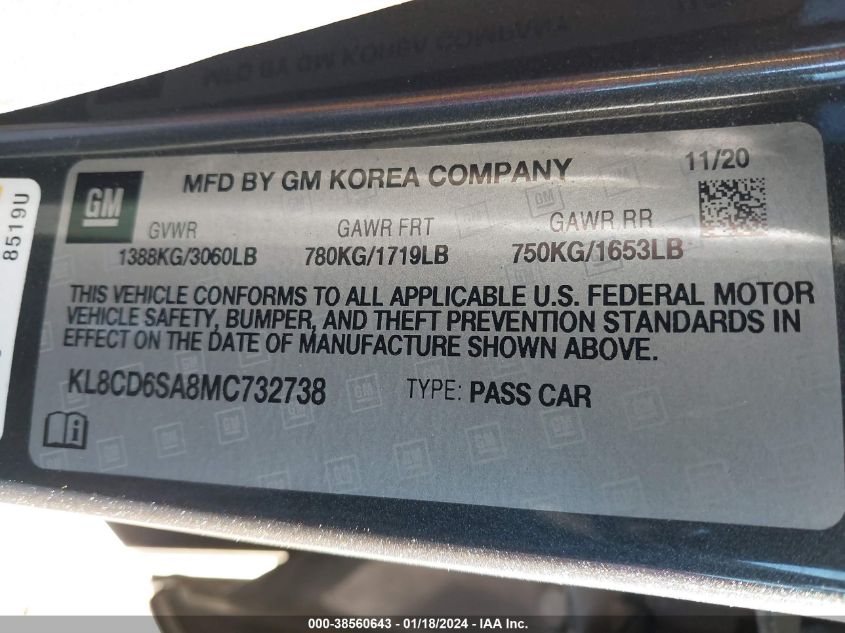 MFD BY GM KOREA COMPANY 11/20
GM
GVWR GAWR FRT GAWR RR
1388KG/3060LB 780KG/1719LB 750KG/1653LB
THIS VEHICLE CONFORMS TO ALL APPLICABLE U.S. FEDERAL MOTOR
VEHICLE SAFETY, BUMPER, AND THEFT PREVENTION STANDARDS IN
EFFECT ON THE DATE OF MANUFACTURE SHOWN ABOVE.
KL8CD6SA8MC732738 TYPE: PASS CAR
8519U
000-38560643 - 01/18/2024 - IAA Inc.